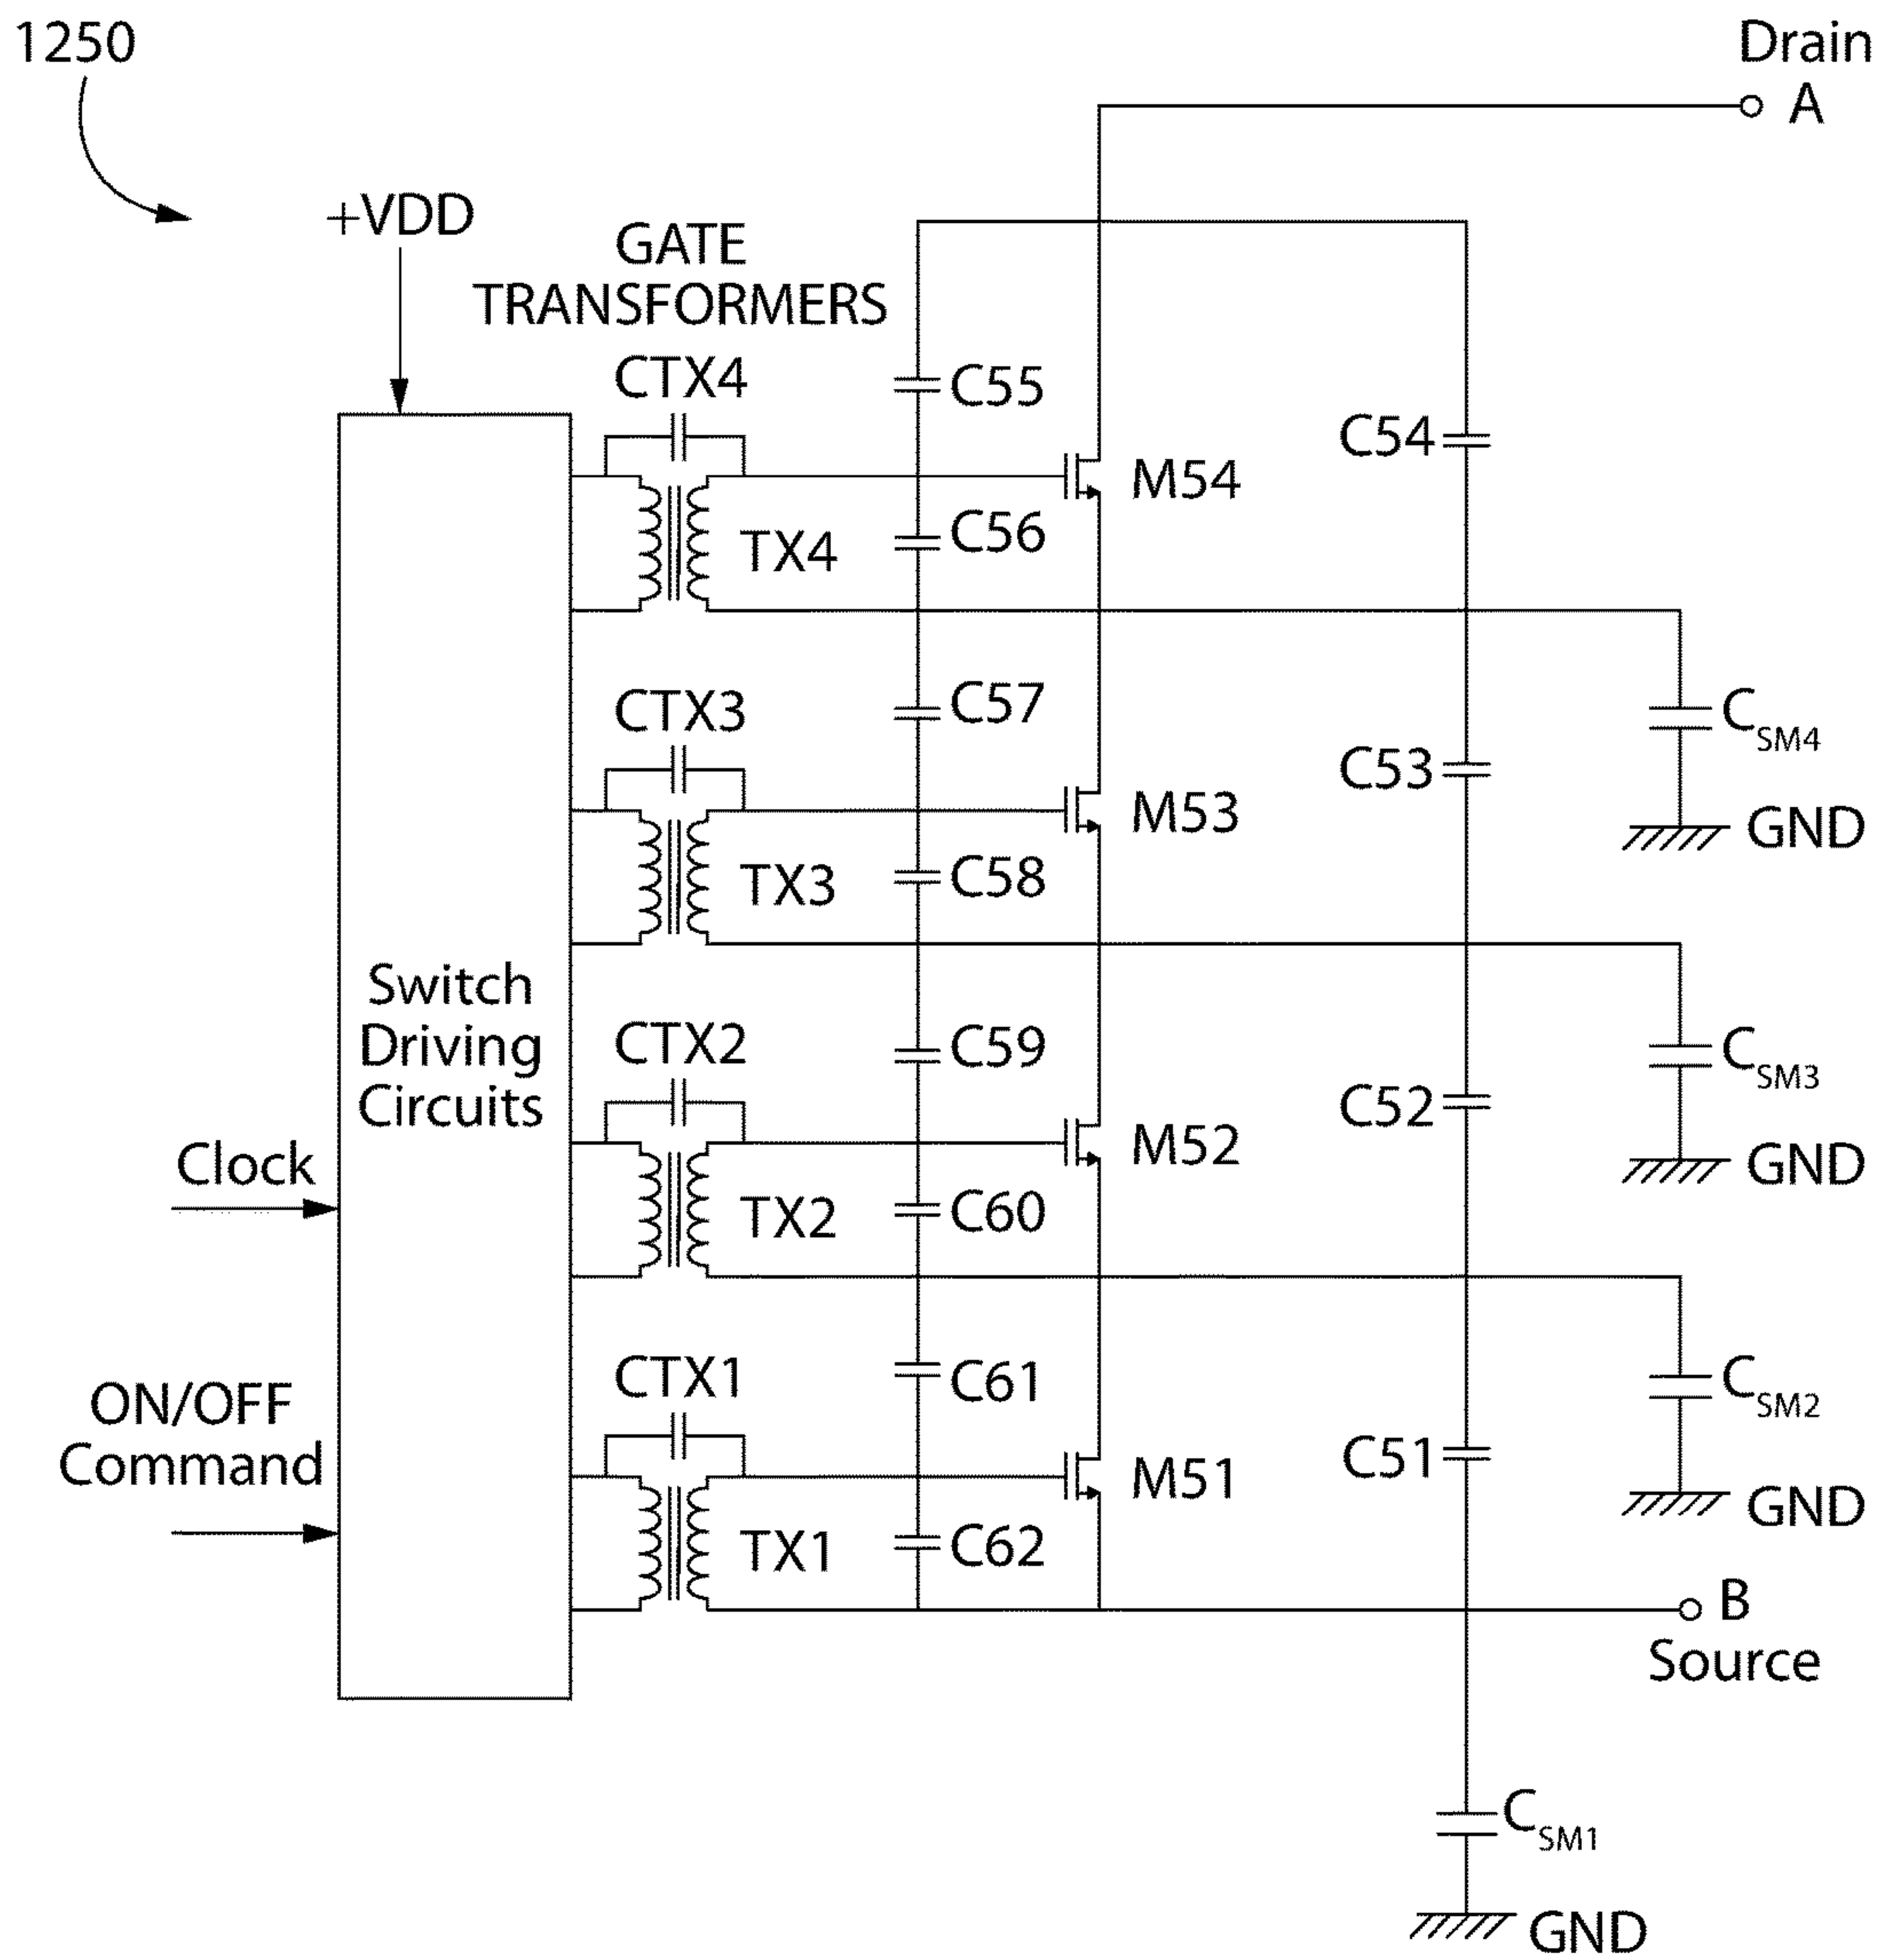 1250
Drain
A
+VDD
GATE
TRANSFORMERS
CTX4
C55
C54
M54
C56
TX4
CTX3
C57
C53
CSM4
M53
GND
TX3
C58
Switch
Driving
Circuits
CTX2
C59
CSM3
C52
M52
GND
Clock
TX2
C60
CTX1
C61
CSM2
ON/OFF
Command
C51
M51
GND
TX1
C62
B
Source
CSM1
GND